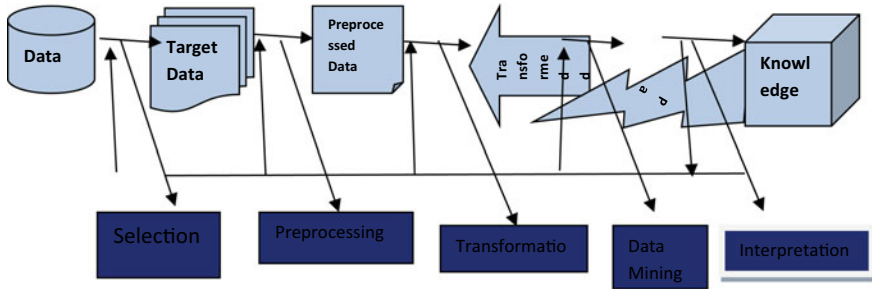 Data
Target
Data
Preproce
ssed
Data
Tra
nsfo
rme
d
d
Knowl
edge
Selection
Preprocessing
Transformatio
Data
Mining
Interpretation